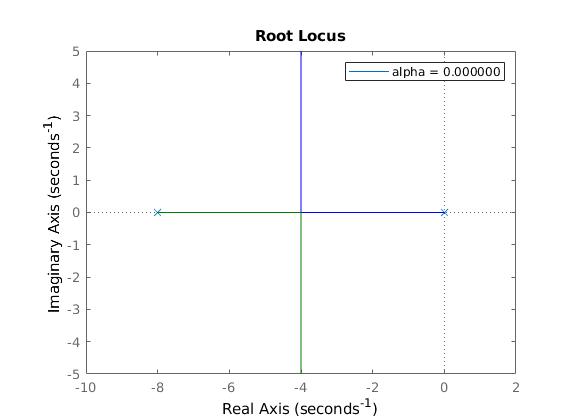 Root Locus
alpha = 0.000000
5
4
3
2
1
0
-1
-2
-3
-4
-5
Imaginary Axis (seconds⁻¹)
-10 -8 -6 -4 -2 0 2
Real Axis (seconds⁻¹)